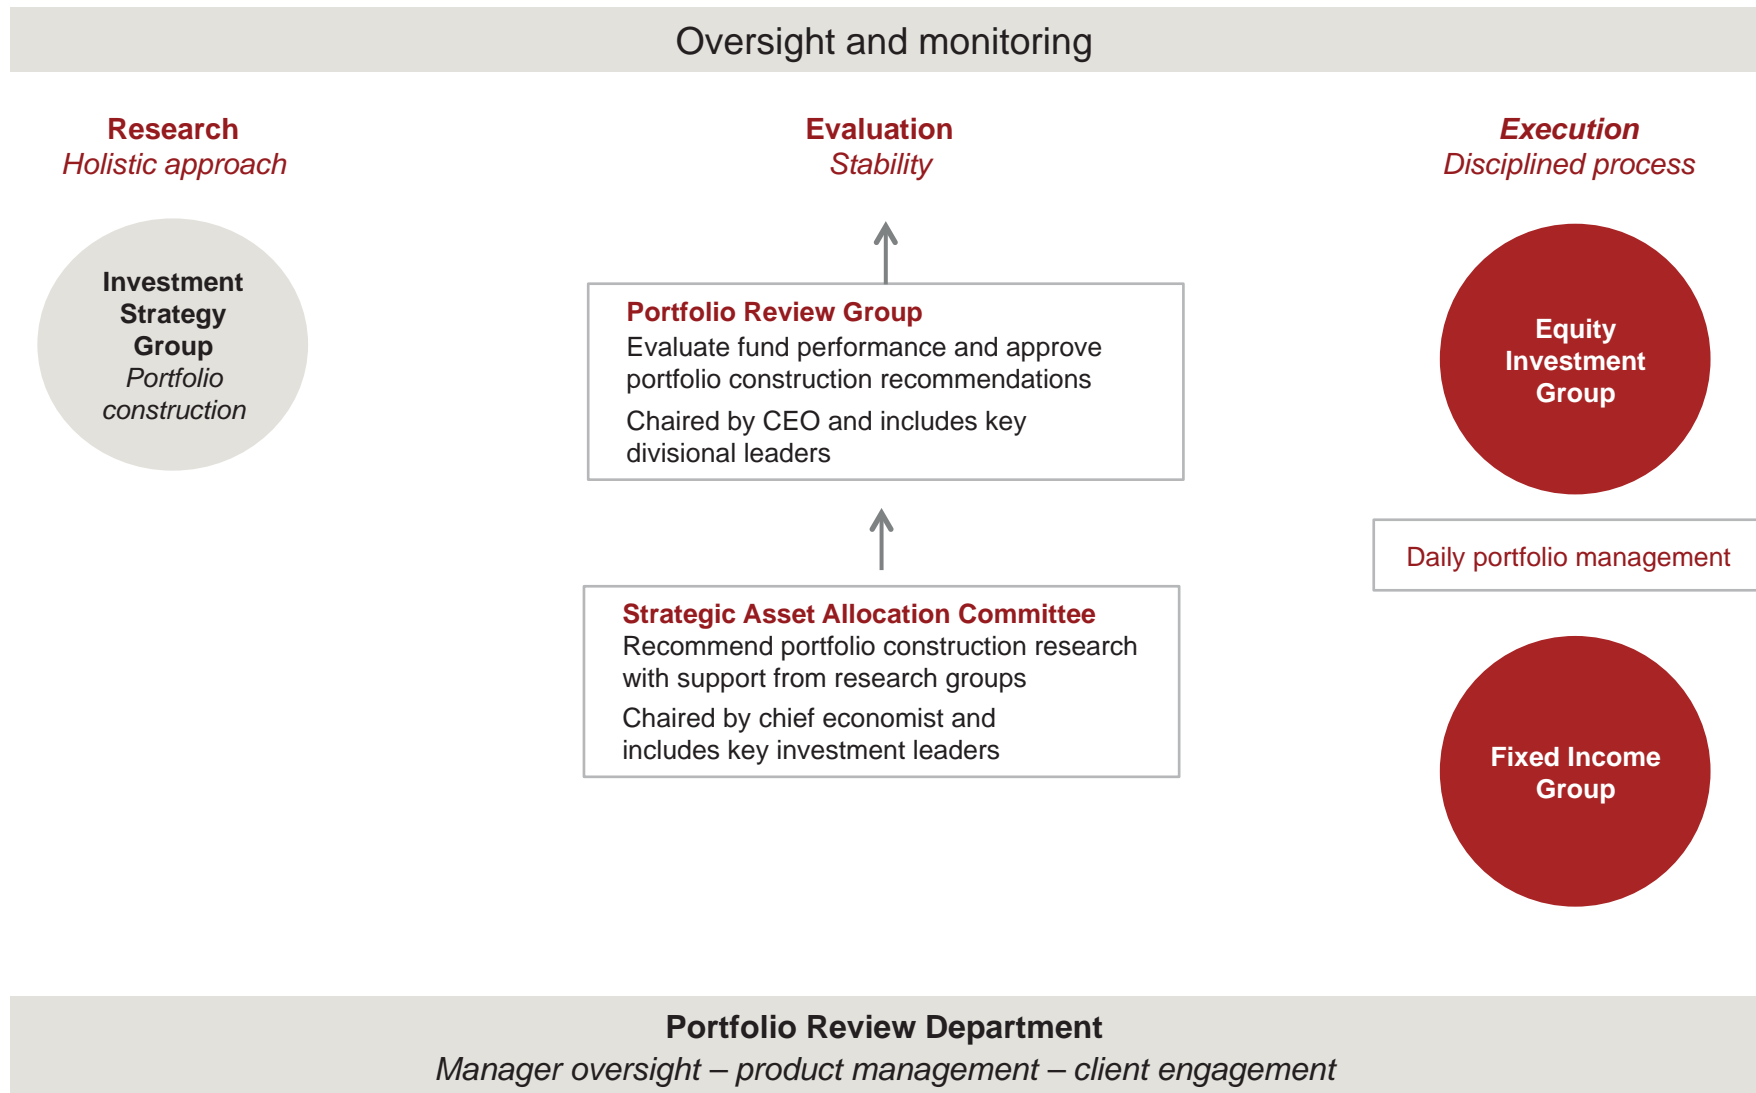 Oversight and monitoring
Research
Holistic approach
Investment
Strategy
Group
Portfolio
construction
Evaluation
Stability
Portfolio Review Group
Evaluate fund performance and approve
portfolio construction recommendations
Chaired by CEO and includes key
divisional leaders
Strategic Asset Allocation Committee
Recommend portfolio construction research
with support from research groups
Chaired by chief economist and
includes key investment leaders
Execution
Disciplined process
Equity
Investment
Group
Daily portfolio management
Fixed Income
Group
Portfolio Review Department
Manager oversight – product management – client engagement